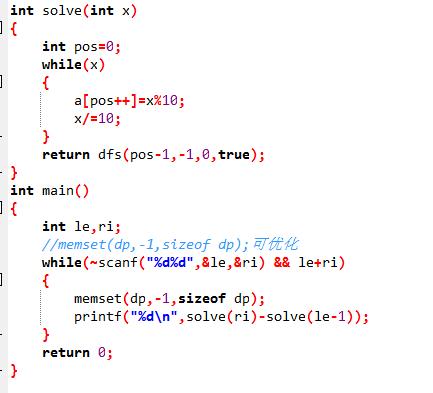 int solve(int x)
{
    int pos=0;
    while(x)
    {
        a[pos++]=x%10;
        x/=10;
    }
    return dfs(pos-1,-1,0,true);
}
int main()
{
    int le,ri;
    //memset(dp,-1,sizeof dp);可优化
    while(~scanf("%d%d",&le,&ri) && le+ri)
    {
        memset(dp,-1,sizeof dp);
        printf("%d\n",solve(ri)-solve(le-1));
    }
    return 0;
}